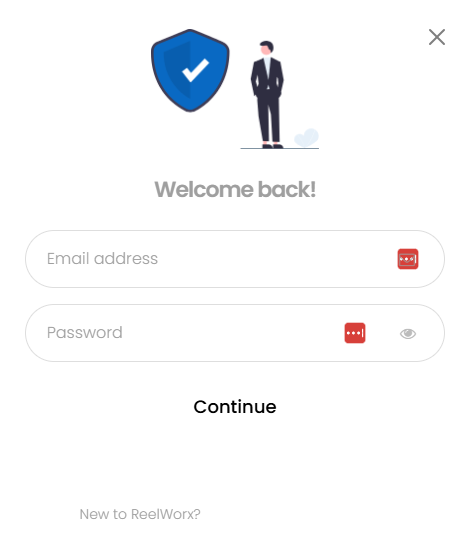 Welcome back!
Email address
Password
Continue
New to ReelWorx?